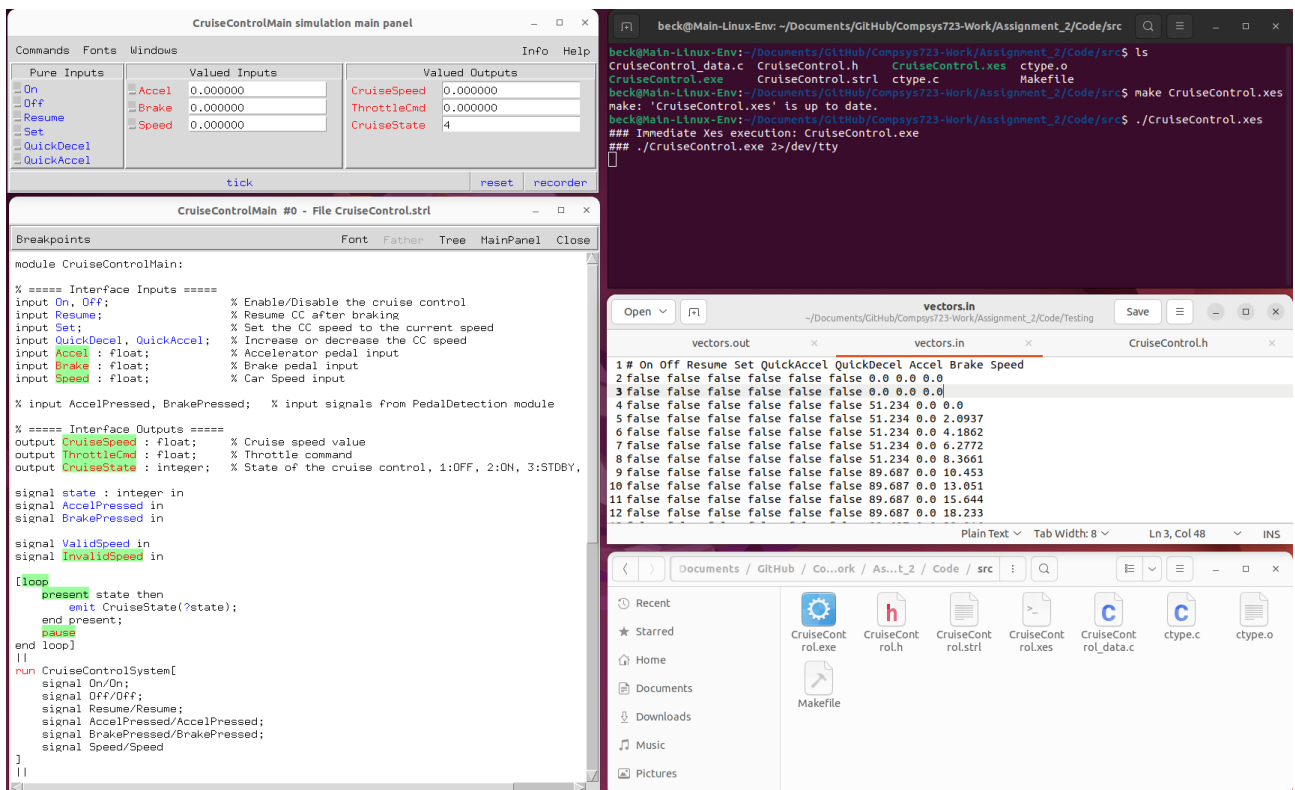 CruiseControlMain simulation main panel
Commands Fonts Windows Info Help
Pure Inputs
On
Off
Resume
Set
QuickDecel
QuickAccel
Valued Inputs
Accel 0.000000
Brake 0.000000
Speed 0.000000
Valued Outputs
CruiseSpeed 0.000000
ThrottleCmd 0.000000
CruiseState 4
tick reset recorder
CruiseControlMain #0 - File CruiseControl.strl
Breakpoints Font Father Tree MainPanel Close
module CruiseControlMain:
% ===== Interface Inputs =====
input On, Off; % Enable/Disable the cruise control
input Resume; % Resume CC after braking
input Set; % Set the CC speed to the current speed
input QuickDecel, QuickAccel; % Increase or decrease the CC speed
input Accel : float; % Accelerator pedal input
input Brake : float; % Brake pedal input
input Speed : float; % Car Speed input
% input AccelPressed, BrakePressed; % input signals from PedalDetection module
% ===== Interface Outputs =====
output CruiseSpeed : float; % Cruise speed value
output ThrottleCmd : float; % Throttle command
output CruiseState : integer; % State of the cruise control, 1:OFF, 2:ON, 3:STDBY,
signal state : integer in
signal AccelPressed in
signal BrakePressed in
signal ValidSpeed in
signal InvalidSpeed in
[loop
present state then
emit CruiseState(?state);
end present;
pause
end loop]
||
run CruiseControlSystem[
signal On/On;
signal Off/Off;
signal Resume/Resume;
signal AccelPressed/AccelPressed;
signal BrakePressed/BrakePressed;
signal Speed/Speed
]
||
beck@Main-Linux-Env: ~/Documents/GitHub/Compsys723-Work/Assignment_2/Code/src
beck@Main-Linux-Env:~/Documents/GitHub/Compsys723-Work/Assignment_2/Code/src$ ls
CruiseControl_data.c CruiseControl.h CruiseControl.xes ctype.o
CruiseControl.exe CruiseControl.strl ctype.c Makefile
beck@Main-Linux-Env:~/Documents/GitHub/Compsys723-Work/Assignment_2/Code/src$ make CruiseControl.xes
make: 'CruiseControl.xes' is up to date.
beck@Main-Linux-Env:~/Documents/GitHub/Compsys723-Work/Assignment_2/Code/src$ ./CruiseControl.xes
### Immediate Xes execution: CruiseControl.exe
### ./CruiseControl.exe 2>/dev/tty
Open vectors.in Save
~/Documents/GitHub/Compsys723-Work/Assignment_2/Code/Testing
vectors.out vectors.in CruiseControl.h
1 # On Off Resume Set QuickAccel QuickDecel Accel Brake Speed
2 false false false false false false 0.0 0.0 0.0
3 false false false false false false 0.0 0.0 0.0
4 false false false false false false 51.234 0.0 0.0
5 false false false false false false 51.234 0.0 2.0937
6 false false false false false false 51.234 0.0 4.1862
7 false false false false false false 51.234 0.0 6.2772
8 false false false false false false 51.234 0.0 8.3661
9 false false false false false false 89.687 0.0 10.453
10 false false false false false false 89.687 0.0 13.051
11 false false false false false false 89.687 0.0 15.644
12 false false false false false false 89.687 0.0 18.233
Plain Text Tab Width: 8 Ln 3, Col 48 INS
Documents / GitHub / Co...ork / As...t_2 / Code / src
Recent
Starred
Home
Documents
Downloads
Music
Pictures
CruiseCont
rol.exe
CruiseCont
rol.h
CruiseCont
rol.strl
CruiseCont
rol.xes
CruiseCont
rol_data.c
ctype.c
ctype.o
Makefile